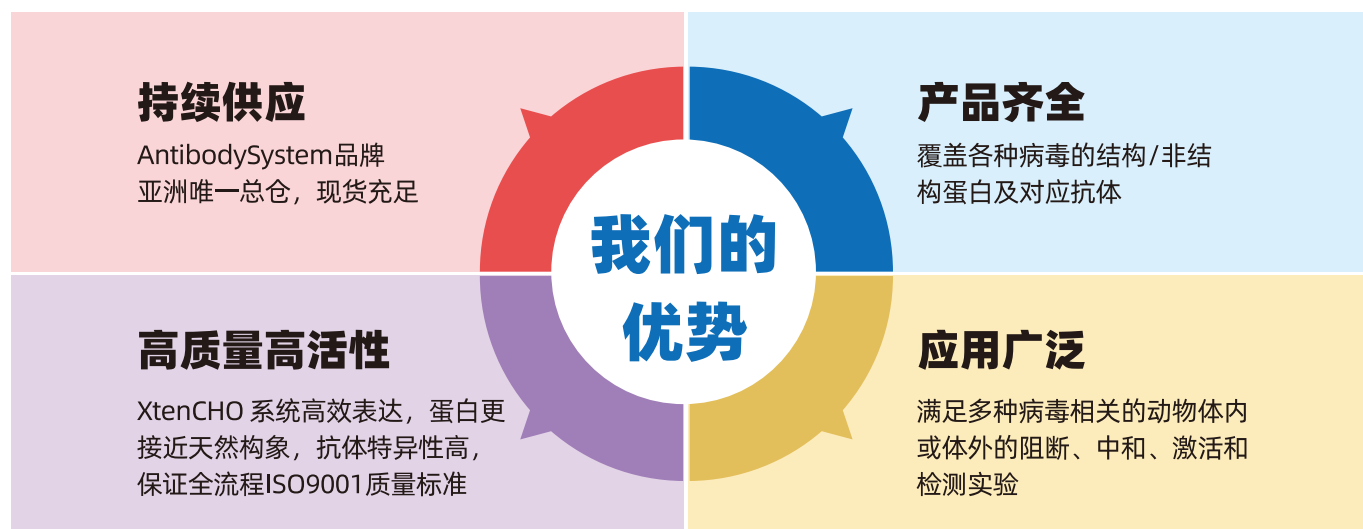 持续供应
AntibodySystem品牌
亚洲唯一总仓，现货充足
产品齐全
覆盖各种病毒的结构/非结
构蛋白及对应抗体
我们的
优势
高质量高活性
XtenCHO 系统高效表达，蛋白更
接近天然构象，抗体特异性高，
保证全流程ISO9001质量标准
应用广泛
满足多种病毒相关的动物体内
或体外的阻断、中和、激活和
检测实验